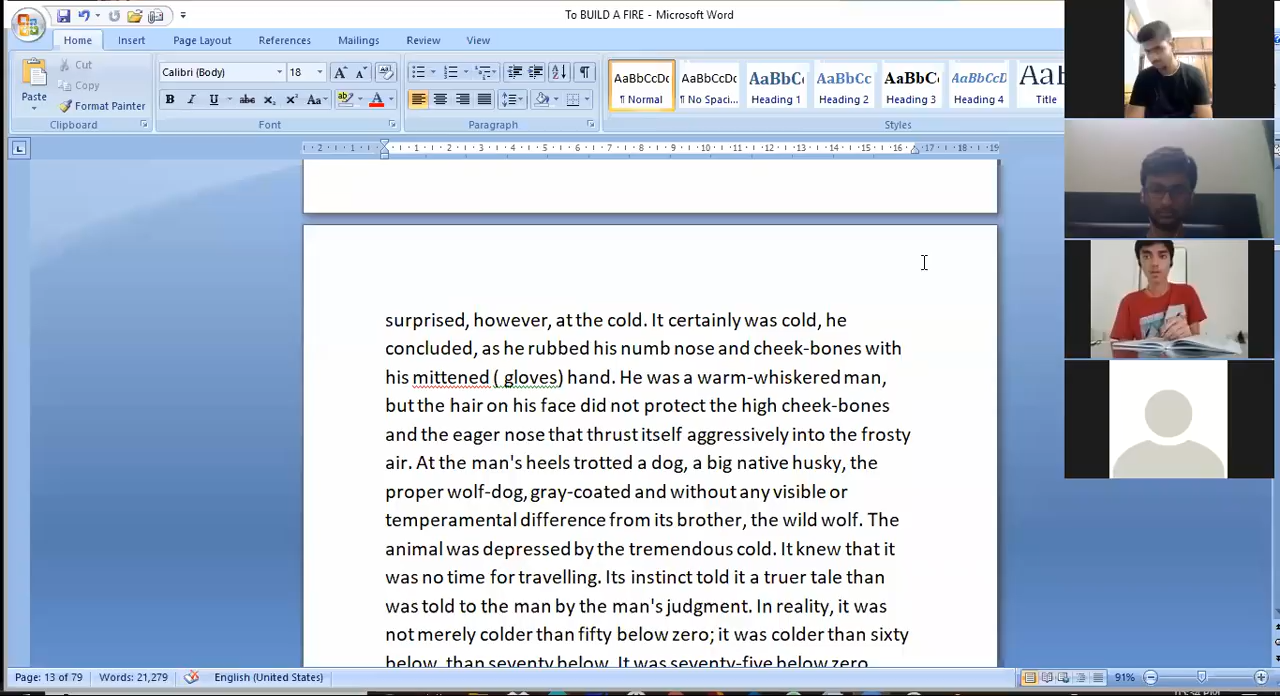 To BUILD A FIRE - Microsoft Word
Home Insert Page Layout References Mailings Review View
Paste
Cut
Copy
Format Painter
Clipboard
Calibri (Body) 18
B I U abc X₂ X² Aa
Font
Paragraph
AaBbCcDc AaBbCcDc AaBbC AaBbCc AaBbC AaBbCcD AaB
¶ Normal ¶ No Spaci... Heading 1 Heading 2 Heading 3 Heading 4 Title
Styles
surprised, however, at the cold. It certainly was cold, he
concluded, as he rubbed his numb nose and cheek-bones with
his mittened ( gloves) hand. He was a warm-whiskered man,
but the hair on his face did not protect the high cheek-bones
and the eager nose that thrust itself aggressively into the frosty
air. At the man's heels trotted a dog, a big native husky, the
proper wolf-dog, gray-coated and without any visible or
temperamental difference from its brother, the wild wolf. The
animal was depressed by the tremendous cold. It knew that it
was no time for travelling. Its instinct told it a truer tale than
was told to the man by the man's judgment. In reality, it was
not merely colder than fifty below zero; it was colder than sixty
below, than seventy below. It was seventy-five below zero.
Page: 13 of 79 Words: 21,279 English (United States) 91%